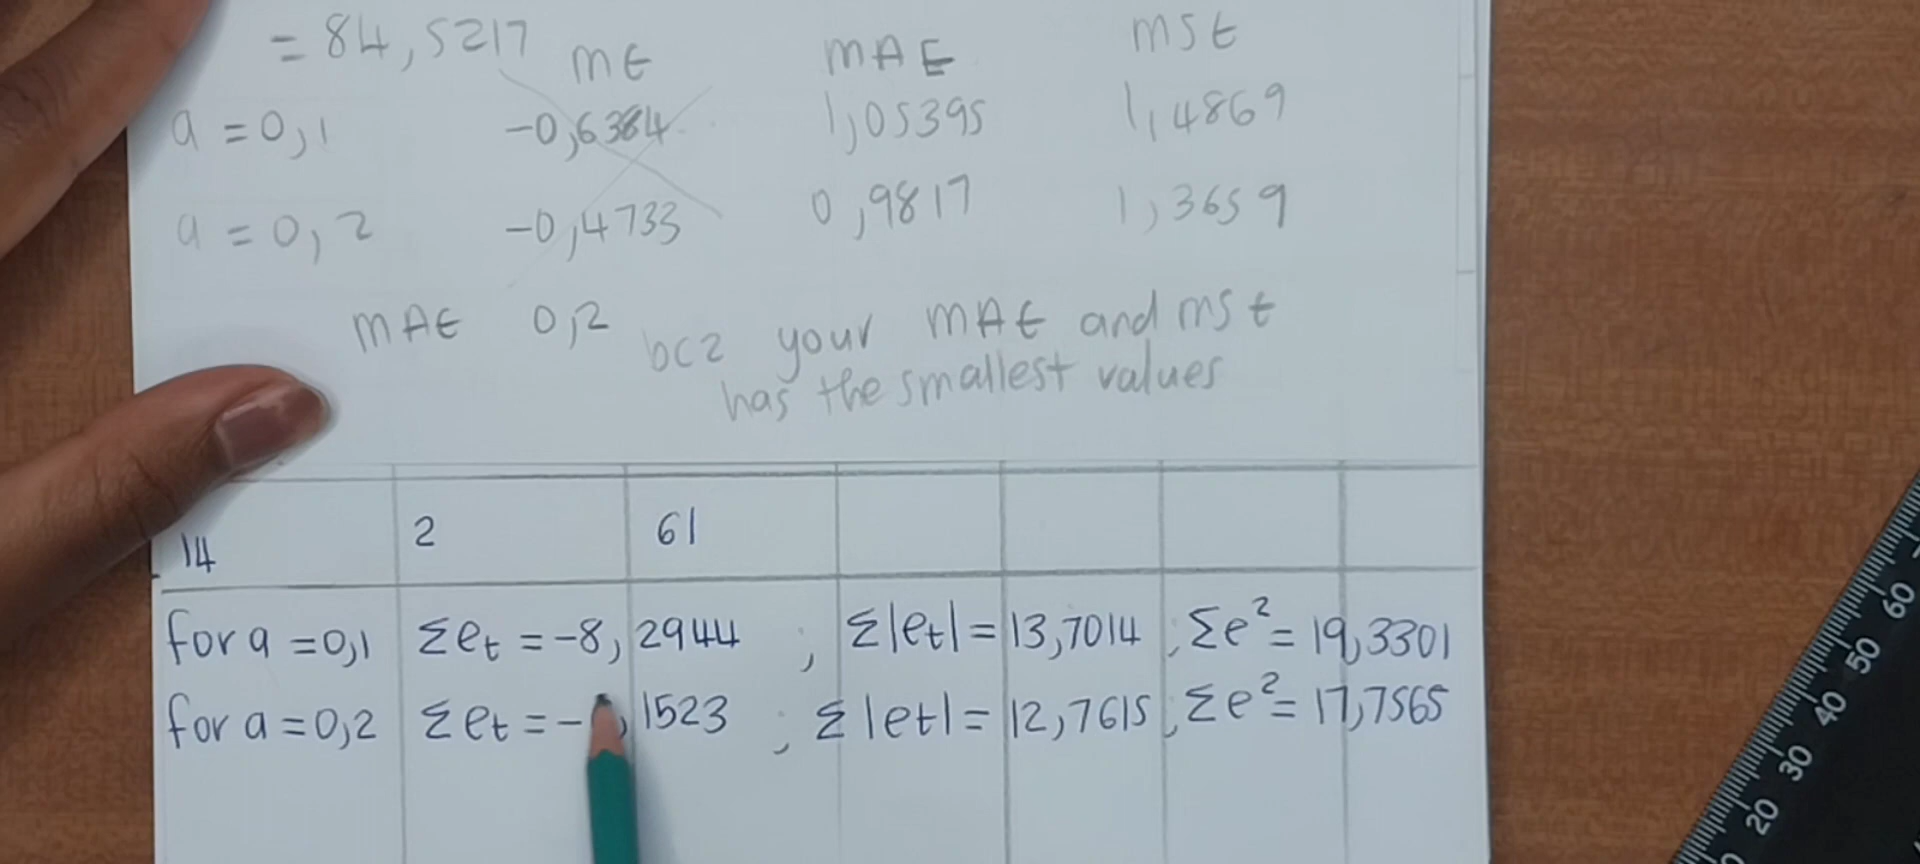 = 84,5217
ME MAE MSE
a = 0,1 -0,6384 1,05395 1,4869
a = 0,2 -0,4733 0,9817 1,3659
MAE 0,2 bcz your MAE and MSE
has the smallest values
14 2 61
for a = 0,1 Σet = -8,2944 ; Σ|et| = 13,7014 ; Σe² = 19,3301
for a = 0,2 Σet = - ,1523 ; Σ|et| = 12,7615 ; Σe² = 17,7565
20 30 40 50 60